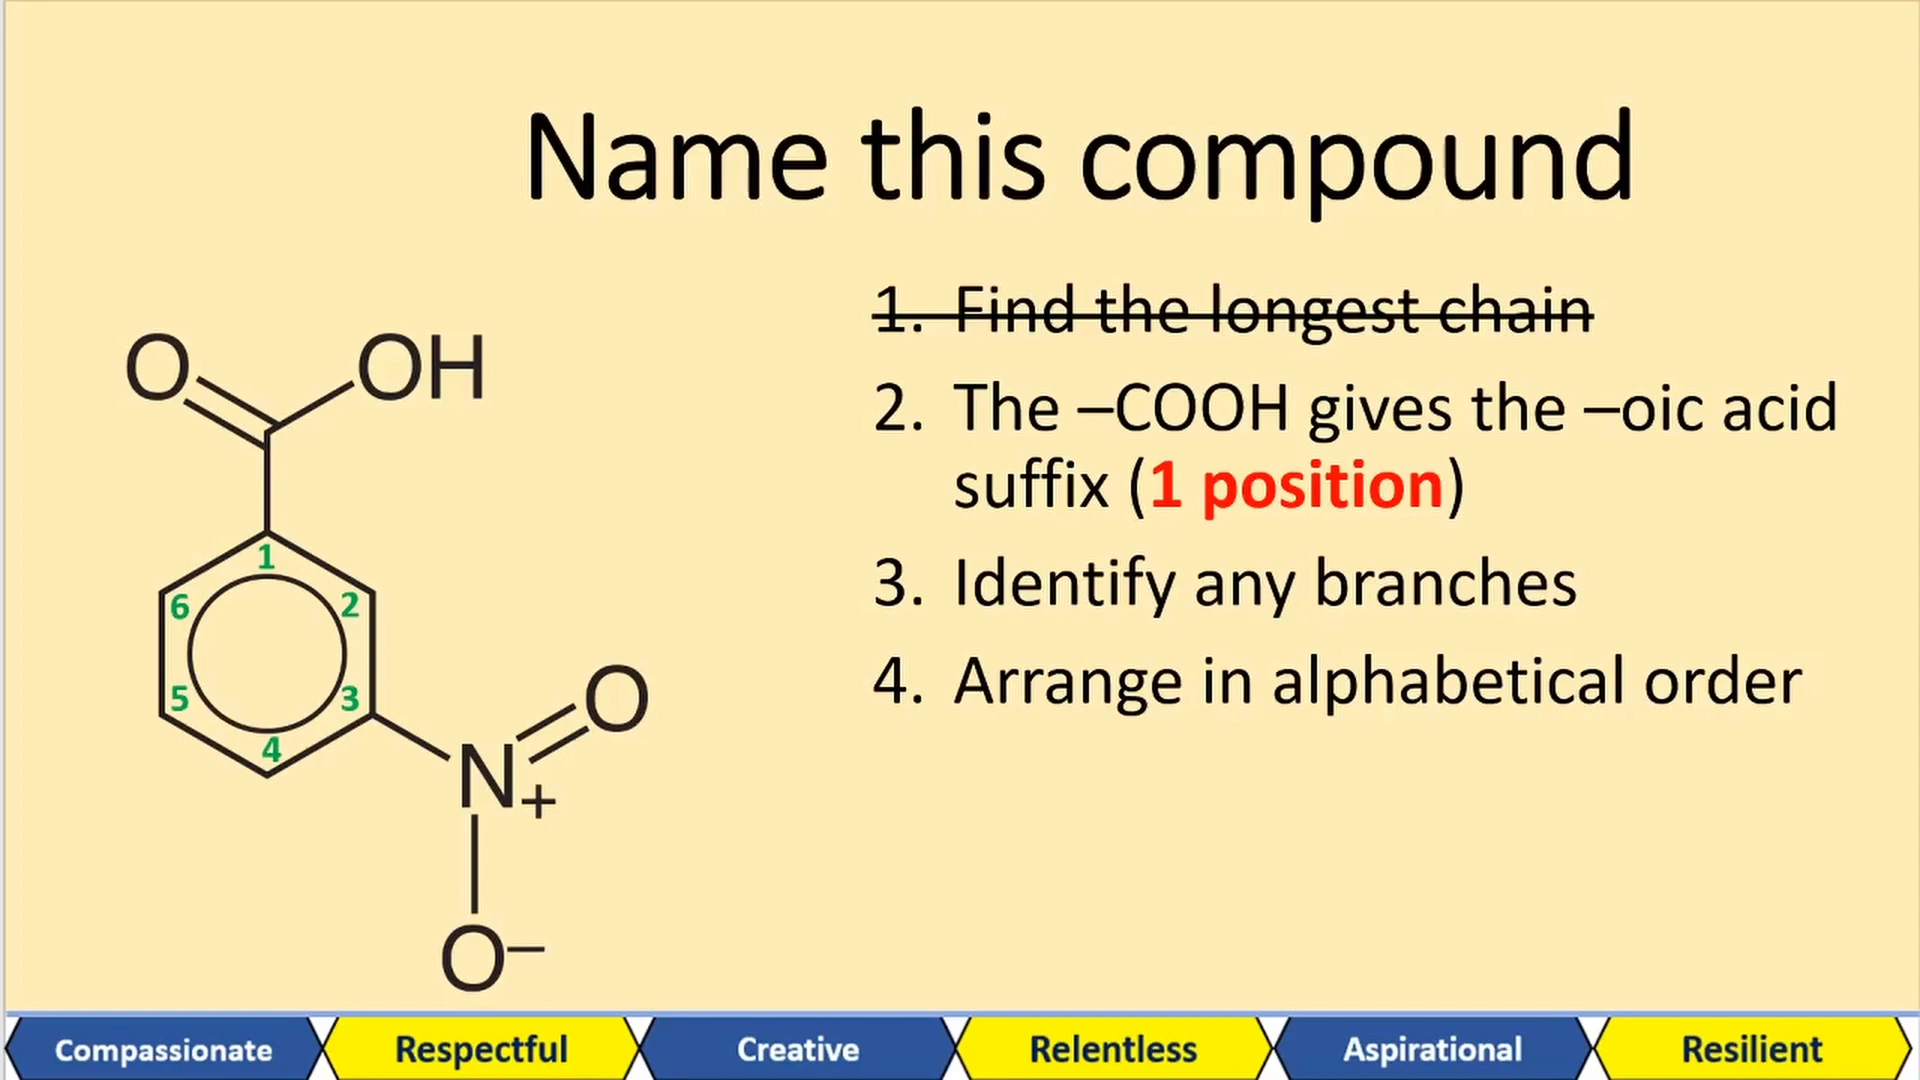 Name this compound
1. Find the longest chain
2. The –COOH gives the –oic acid
suffix (1 position)
3. Identify any branches
4. Arrange in alphabetical order
O OH
1
6 2
5 3
4
O
N+
O–
Compassionate Respectful Creative Relentless Aspirational Resilient